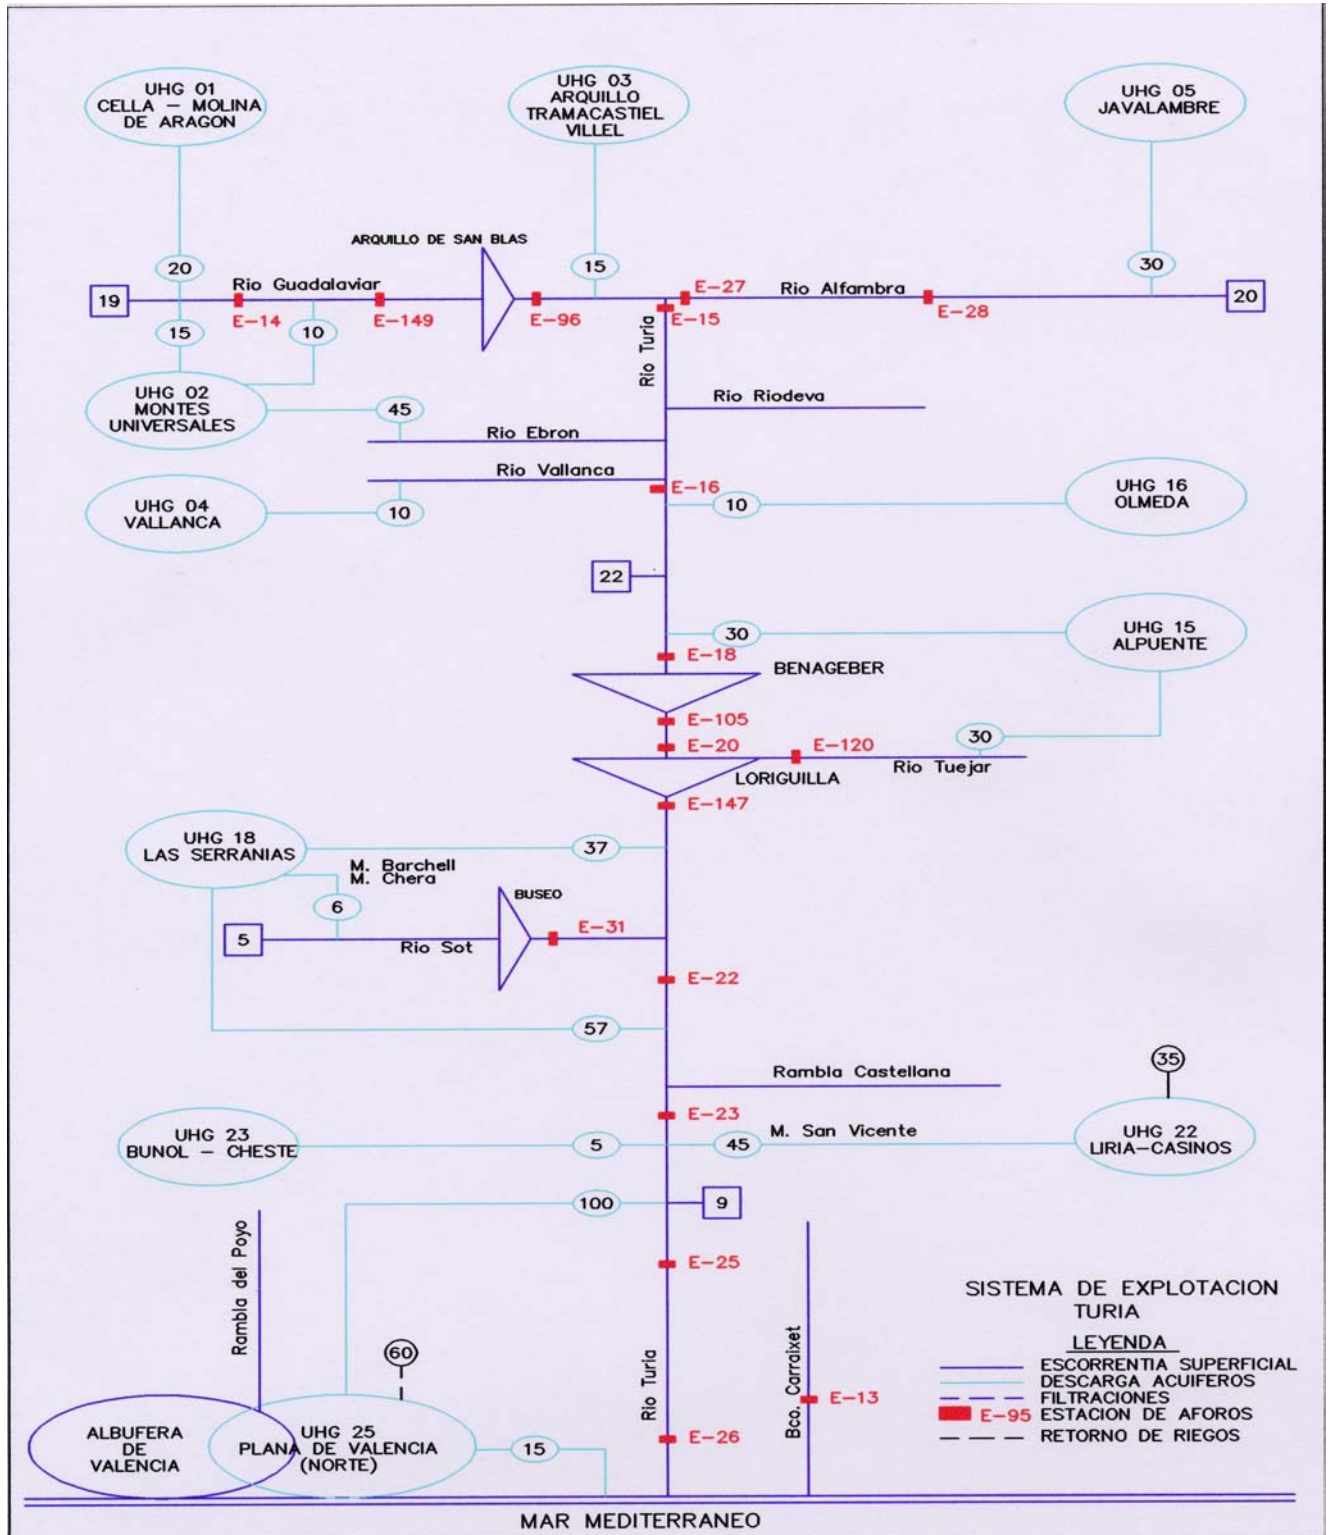 UHG 01
CELLA – MOLINA
DE ARAGON
UHG 03
ARQUILLO
TRAMACASTIEL
VILLEL
UHG 05
JAVALAMBRE
ARQUILLO DE SAN BLAS
20
15
30
19
Rio Guadalaviar
E-27
Rio Alfambra
20
E-14
E-149
E-96
E-15
E-28
15
10
Rio Turia
UHG 02
MONTES
UNIVERSALES
Rio Riodeva
45
Rio Ebron
Rio Vallanca
E-16
UHG 04
VALLANCA
10
10
UHG 16
OLMEDA
22
30
UHG 15
ALPUENTE
E-18
BENAGEBER
E-105
E-20
E-120
30
LORIGUILLA
Rio Tuejar
E-147
UHG 18
LAS SERRANIAS
37
M. Barchell
M. Chera
BUSEO
6
5
Rio Sot
E-31
E-22
57
Rambla Castellana
35
E-23
UHG 23
BUNOL – CHESTE
5
45
M. San Vicente
UHG 22
LIRIA-CASINOS
100
9
Rambla del Poyo
E-25
SISTEMA DE EXPLOTACION
TURIA
LEYENDA
ESCORRENTIA SUPERFICIAL
DESCARGA ACUIFEROS
FILTRACIONES
E-95 ESTACION DE AFOROS
RETORNO DE RIEGOS
60
Rio Turia
Bco. Carraixet
E-13
ALBUFERA
DE
VALENCIA
UHG 25
PLANA DE VALENCIA
(NORTE)
15
E-26
MAR MEDITERRANEO